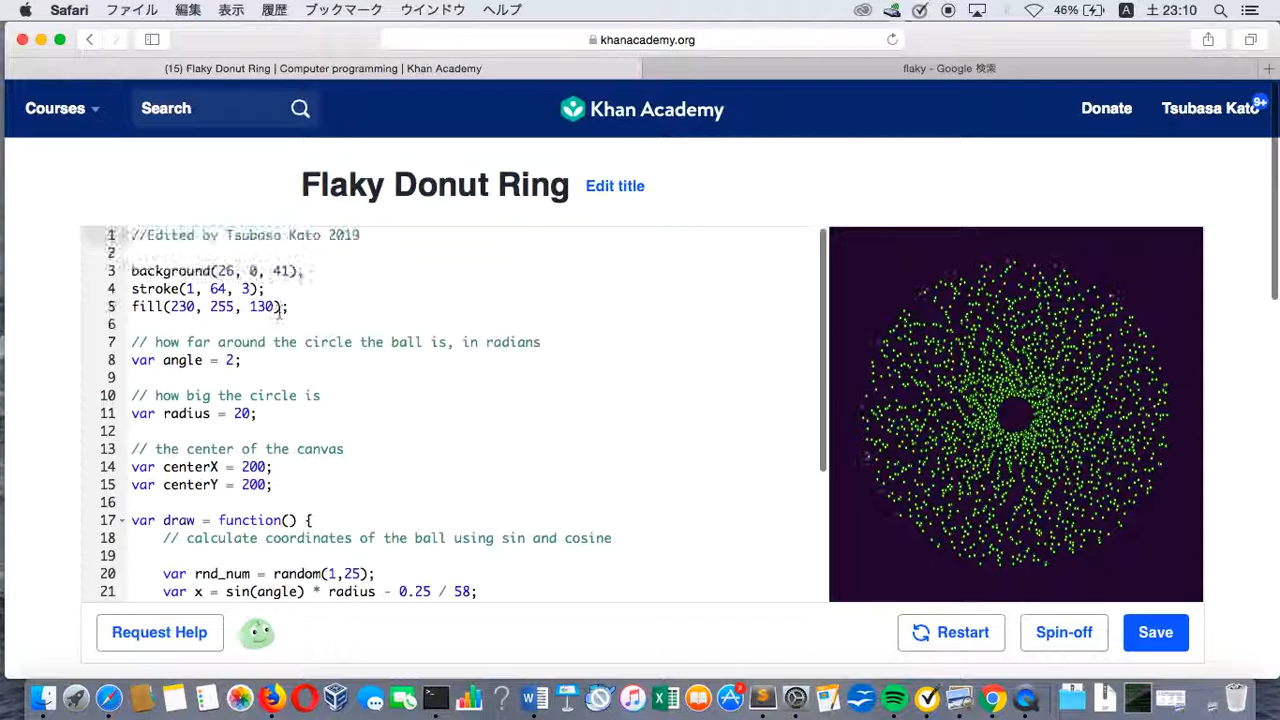 Safari ファイル 編集 表示 履歴 ブックマーク ウインドウ ヘルプ 46% A 土 23:10
khanacademy.org
(15) Flaky Donut Ring | Computer programming | Khan Academy flaky - Google 検索
Courses Search Khan Academy Donate Tsubasa Kato 9+
Flaky Donut Ring Edit title
1 //Edited by Tsubasa Kato 2019
2
3 background(26, 0, 41);
4 stroke(1, 64, 3);
5 fill(230, 255, 130);
6
7 // how far around the circle the ball is, in radians
8 var angle = 2;
9
10 // how big the circle is
11 var radius = 20;
12
13 // the center of the canvas
14 var centerX = 200;
15 var centerY = 200;
16
17 var draw = function() {
18 // calculate coordinates of the ball using sin and cosine
19
20 var rnd_num = random(1,25);
21 var x = sin(angle) * radius - 0.25 / 58;
Request Help Restart Spin-off Save